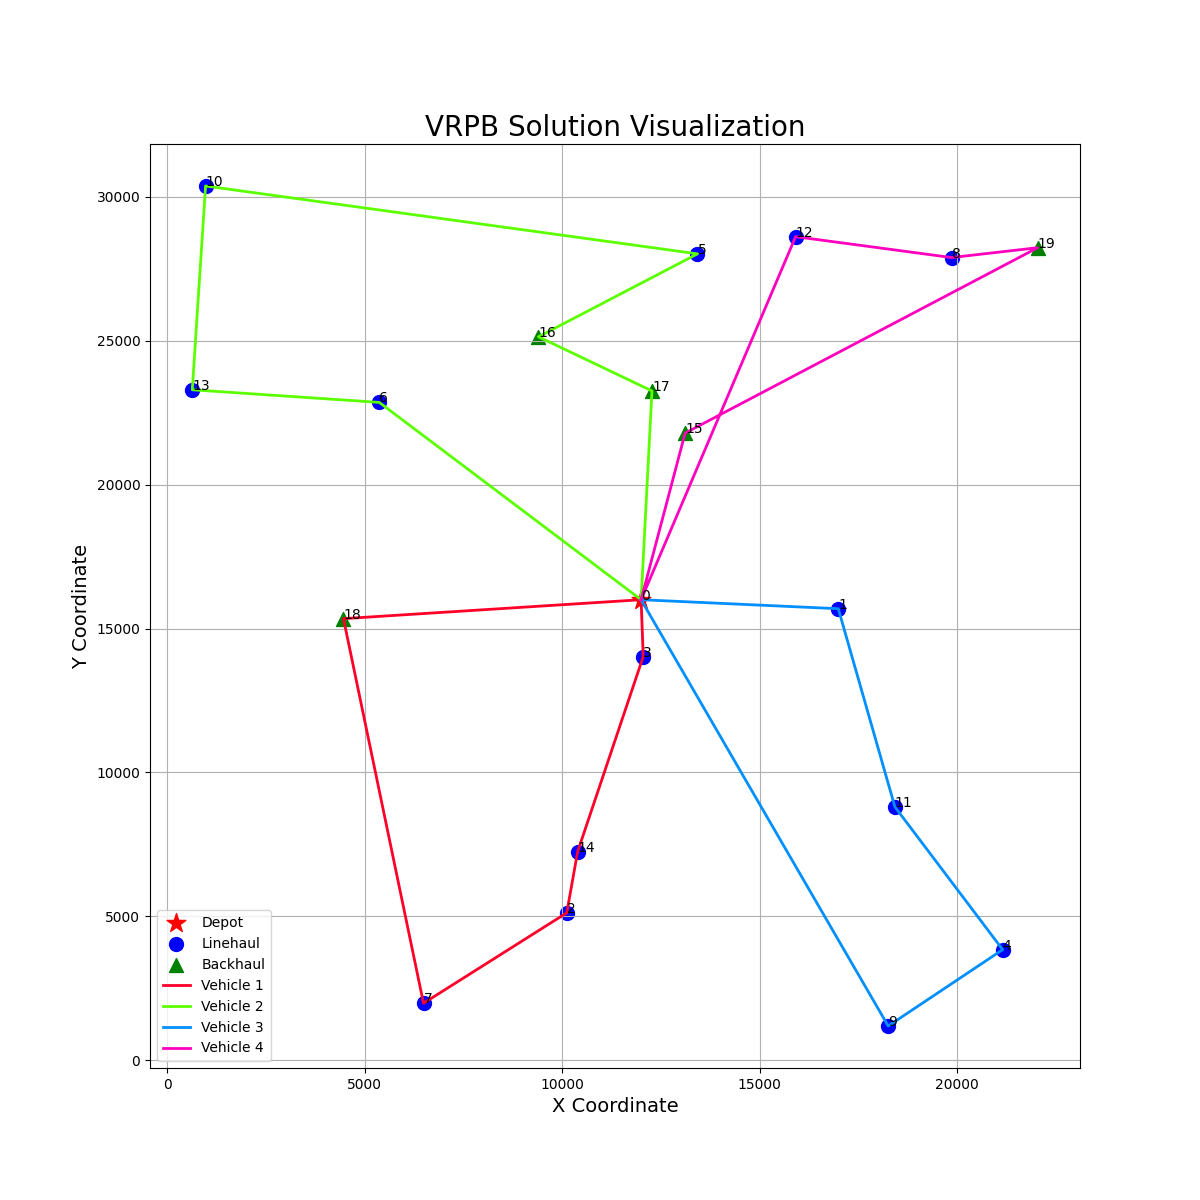 VRPB Solution Visualization
10
12
19
5
8
30000
16
25000
17
13
6
15
20000
0
1
18
15000
3
Y Coordinate
11
10000
14
4
2
5000
7
9
0
Depot
Linehaul
Backhaul
Vehicle 1
Vehicle 2
Vehicle 3
Vehicle 4
0 5000 10000 15000 20000
X Coordinate